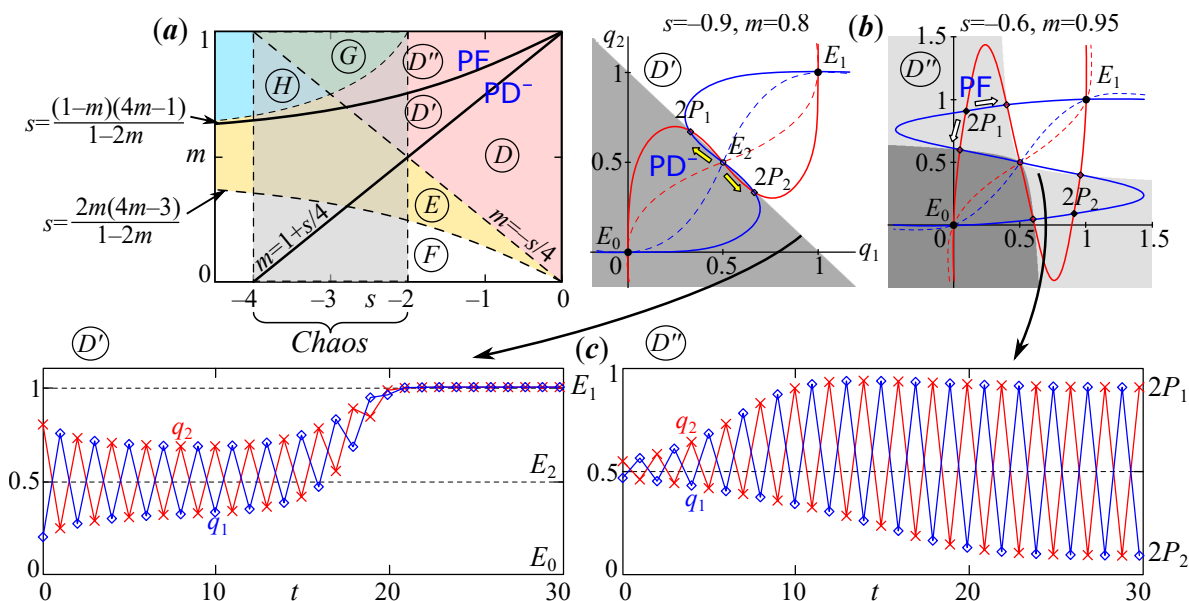 (a)
1
G
D''
PF
H
PD⁻
D'
s=(1–m)(4m–1)/1–2m
m
D
s=2m(4m–3)/1–2m
E
m=1+s/4
m=–s/4
F
0
–4 –3 s –2 –1 0
Chaos
s=–0.9, m=0.8
q₂
D'
1
E₁
2P₁
E₂
0.5
PD⁻
2P₂
E₀
0
0 0.5 1 q₁
s=–0.6, m=0.95
(b)
1.5
D''
E₁
PF
1
2P₁
0.5
2P₂
E₀
0
0 0.5 1 1.5
D'
(c)
D''
1
E₁
q₂
0.5
E₂
q₁
0
E₀
0 10 t 20 30
1
2P₁
q₂
0.5
q₁
0
2P₂
0 10 t 20 30